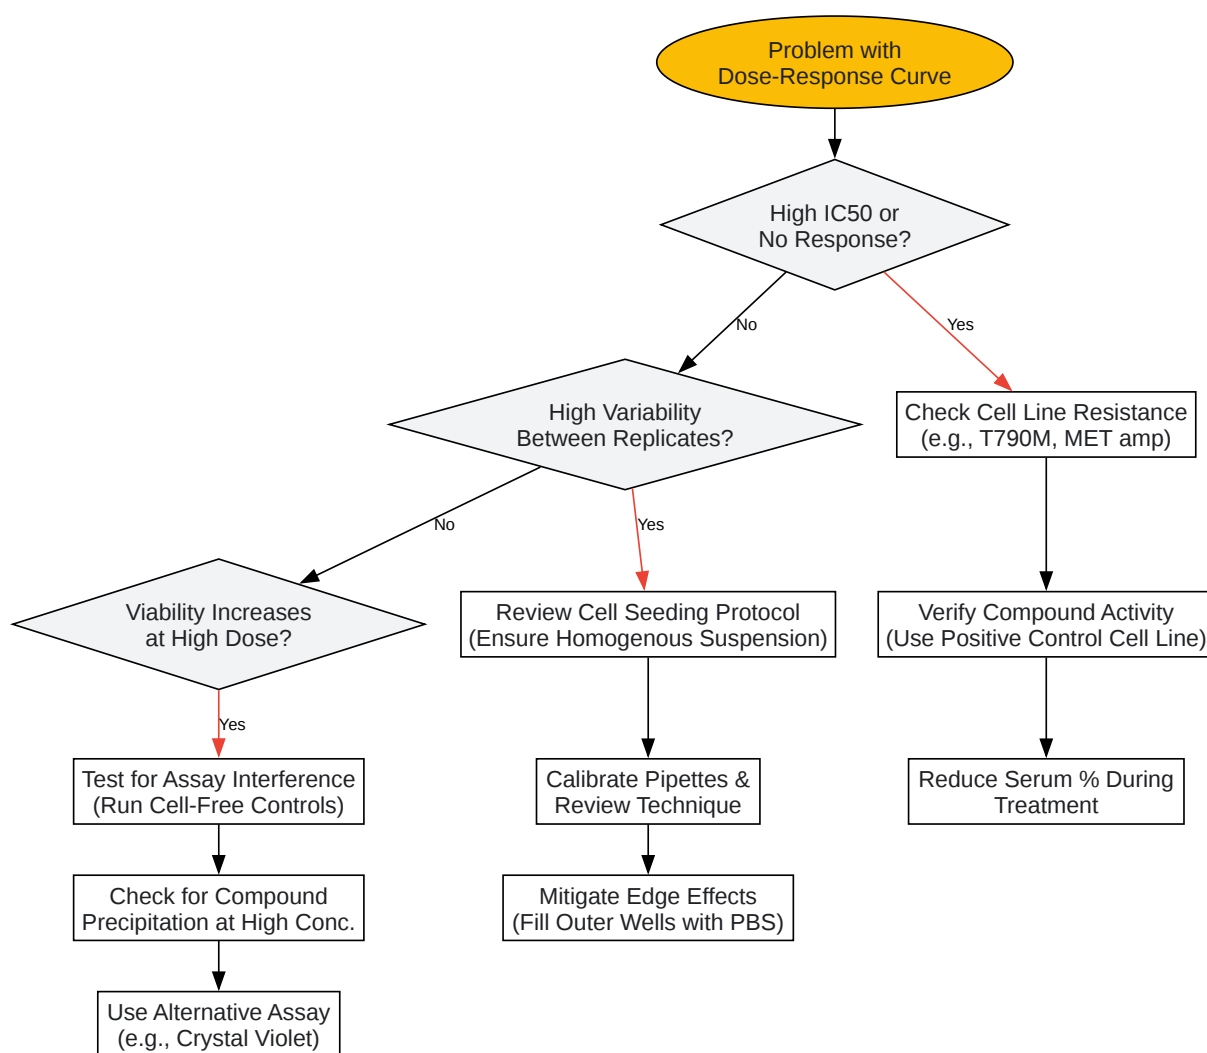 Problem with
Dose-Response Curve
High IC50 or
No Response?
No
Yes
High Variability
Between Replicates?
Check Cell Line Resistance
(e.g., T790M, MET amp)
No
Yes
Viability Increases
at High Dose?
Review Cell Seeding Protocol
(Ensure Homogenous Suspension)
Verify Compound Activity
(Use Positive Control Cell Line)
Yes
Test for Assay Interference
(Run Cell-Free Controls)
Calibrate Pipettes &
Review Technique
Reduce Serum % During
Treatment
Check for Compound
Precipitation at High Conc.
Mitigate Edge Effects
(Fill Outer Wells with PBS)
Use Alternative Assay
(e.g., Crystal Violet)